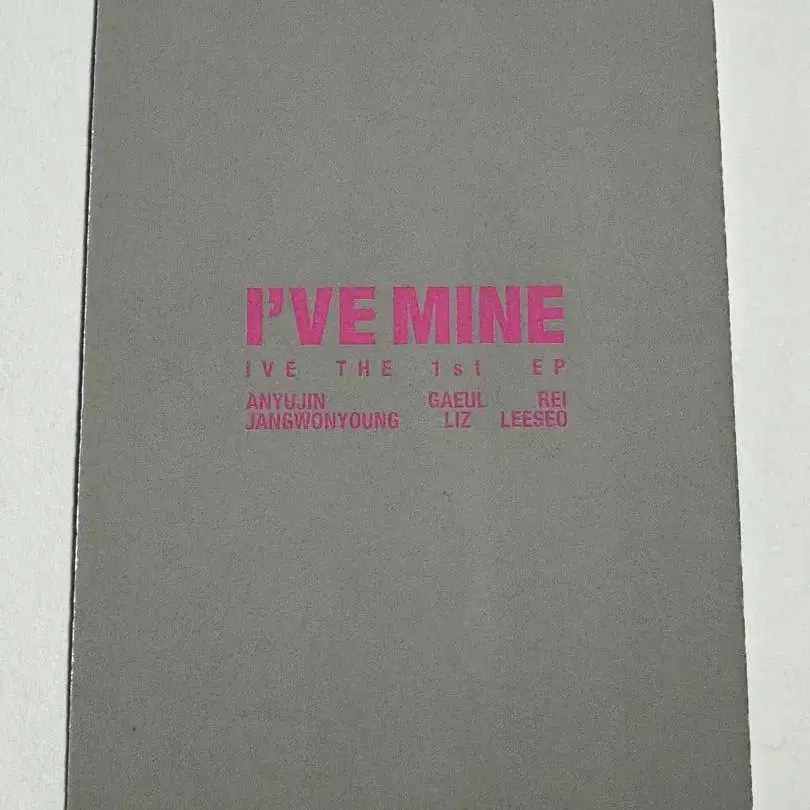 I'VE MINE
IVE THE 1st EP
ANYUJIN GAEUL REI
JANGWONYOUNG LIZ LEESEO